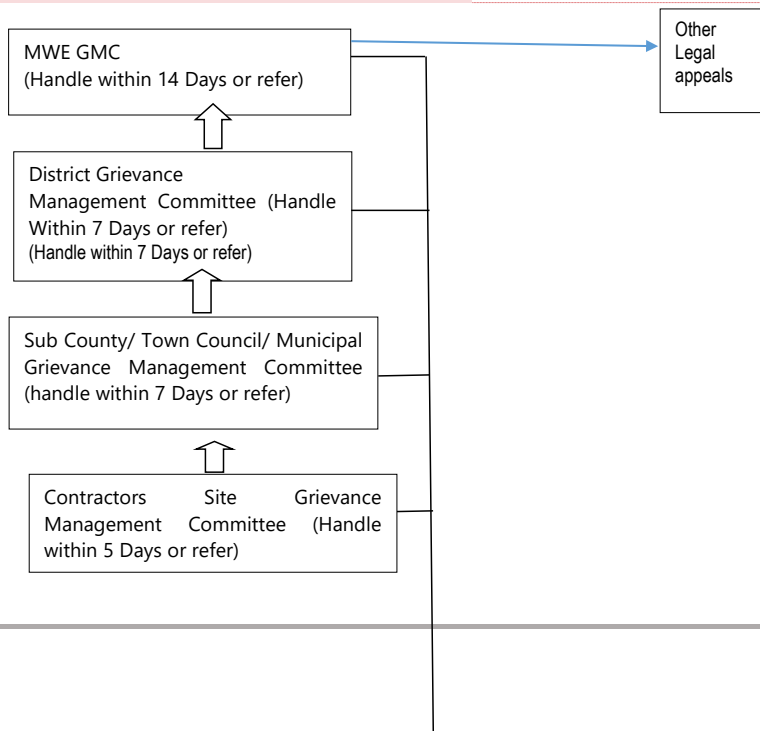 MWE GMC
(Handle within 14 Days or refer)
Other
Legal
appeals
District Grievance
Management Committee (Handle
Within 7 Days or refer)
(Handle within 7 Days or refer)
Sub County/ Town Council/ Municipal
Grievance Management Committee
(handle within 7 Days or refer)
Contractors Site Grievance
Management Committee (Handle
within 5 Days or refer)